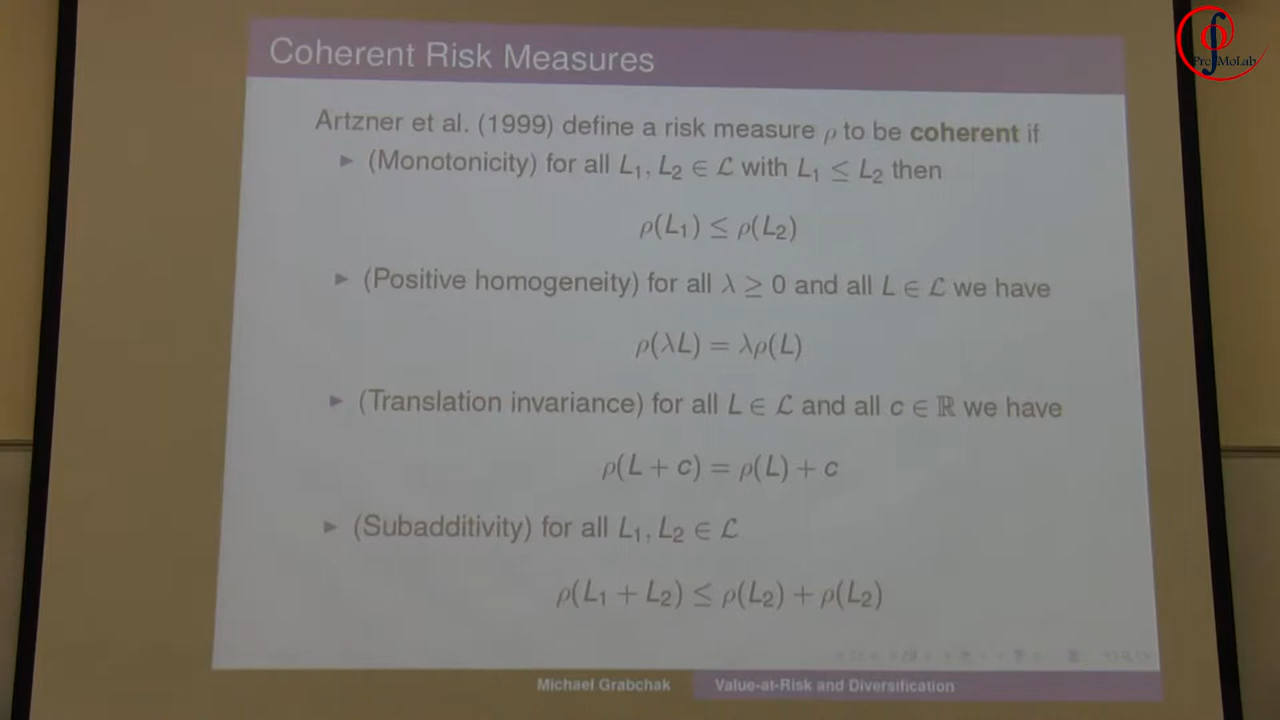 Coherent Risk Measures
PreMoLab
Artzner et al. (1999) define a risk measure ρ to be coherent if
▶ (Monotonicity) for all L₁, L₂ ∈ ℒ with L₁ ≤ L₂ then
ρ(L₁) ≤ ρ(L₂)
▶ (Positive homogeneity) for all λ ≥ 0 and all L ∈ ℒ we have
ρ(λL) = λρ(L)
▶ (Translation invariance) for all L ∈ ℒ and all c ∈ ℝ we have
ρ(L + c) = ρ(L) + c
▶ (Subadditivity) for all L₁, L₂ ∈ ℒ
ρ(L₁ + L₂) ≤ ρ(L₂) + ρ(L₂)
Michael Grabchak Value-at-Risk and Diversification